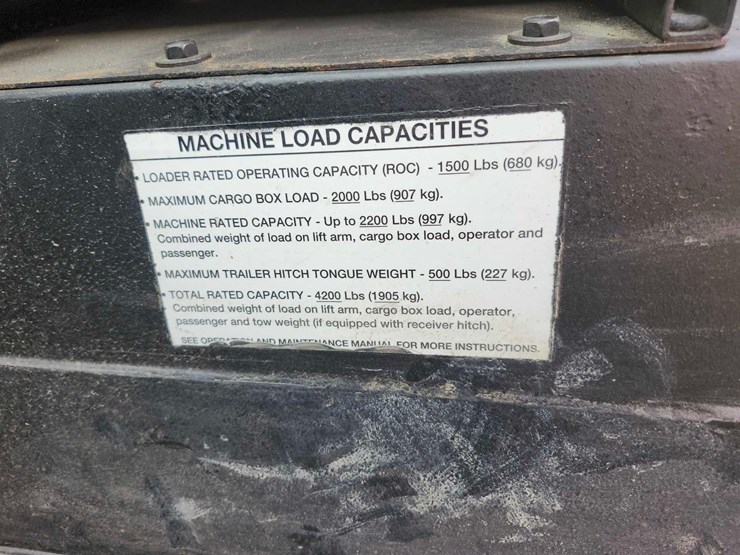 MACHINE LOAD CAPACITIES
• LOADER RATED OPERATING CAPACITY (ROC) - 1500 Lbs (680 kg).
• MAXIMUM CARGO BOX LOAD - 2000 Lbs (907 kg).
• MACHINE RATED CAPACITY - Up to 2200 Lbs (997 kg).
Combined weight of load on lift arm, cargo box load, operator and
passenger.
• MAXIMUM TRAILER HITCH TONGUE WEIGHT - 500 Lbs (227 kg).
• TOTAL RATED CAPACITY - 4200 Lbs (1905 kg).
Combined weight of load on lift arm, cargo box load, operator,
passenger and tow weight (if equipped with receiver hitch).
SEE OPERATION AND MAINTENANCE MANUAL FOR MORE INSTRUCTIONS.